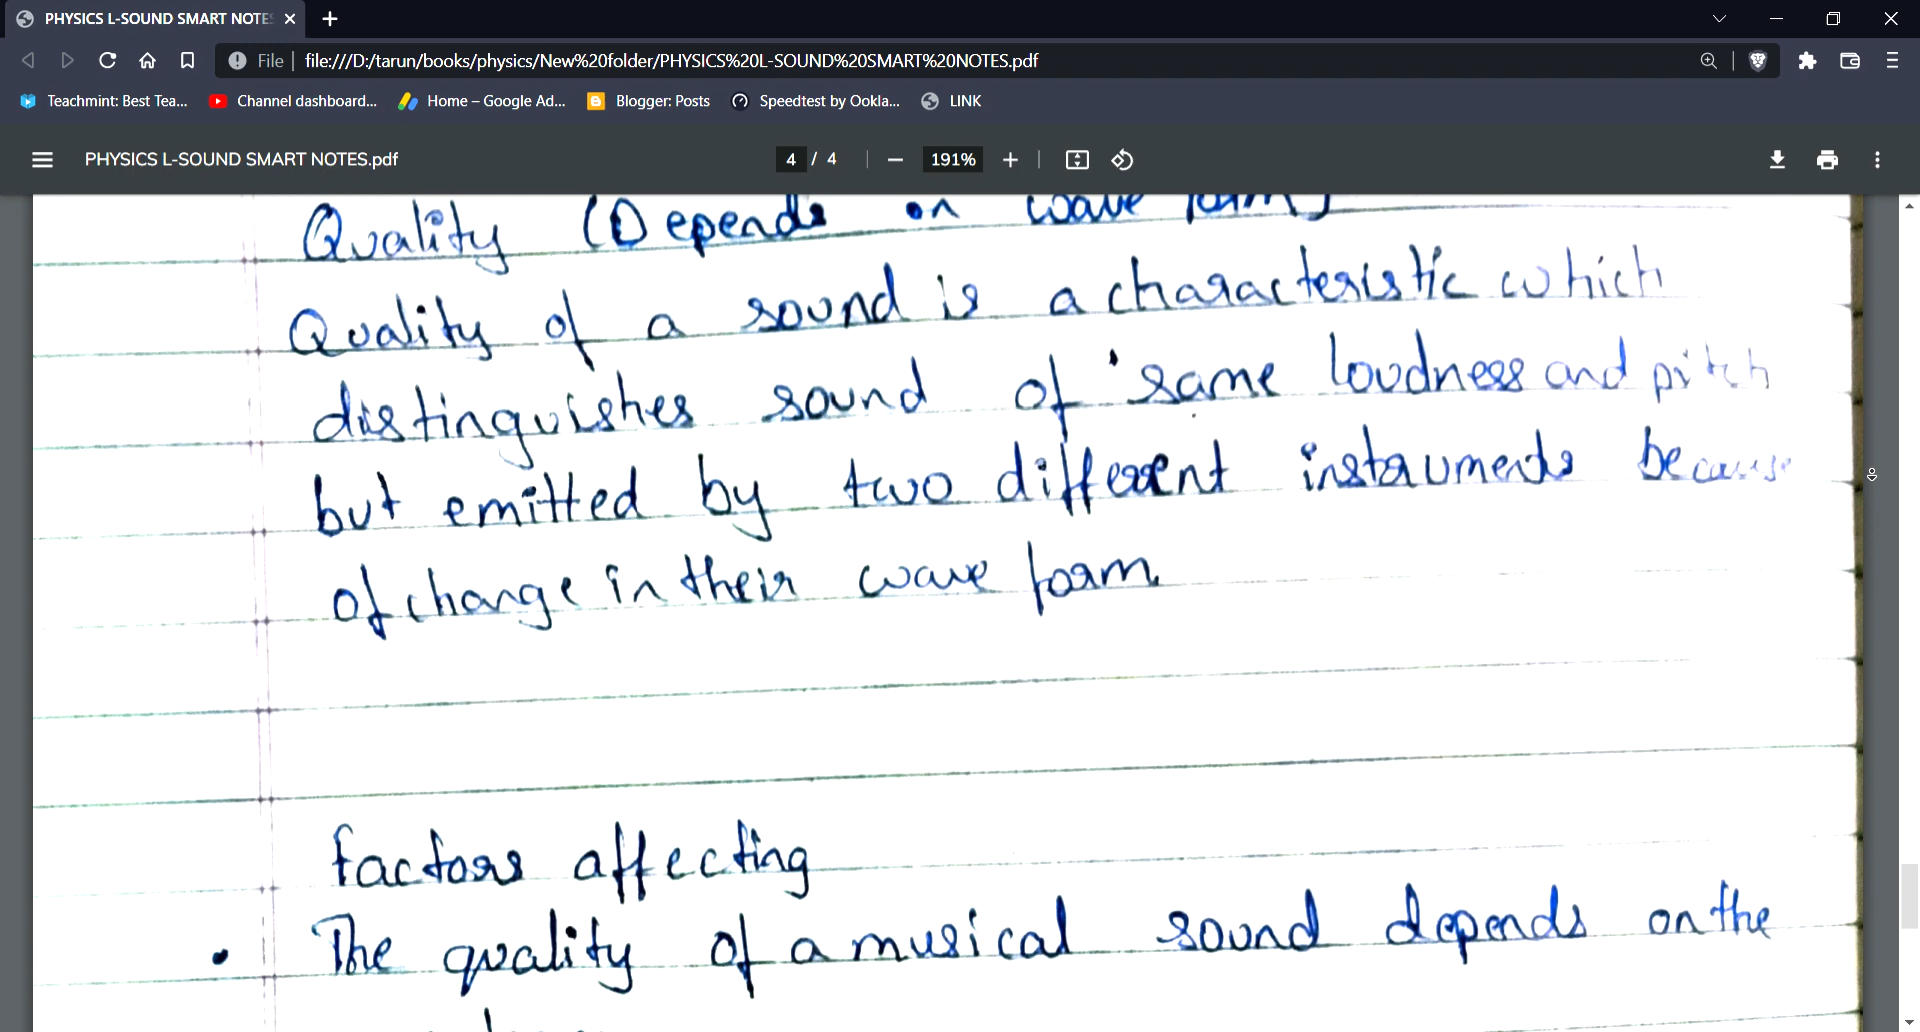 PHYSICS L-SOUND SMART NOTE
File file:///D:/tarun/books/physics/New%20folder/PHYSICS%20L-SOUND%20SMART%20NOTES.pdf
Teachmint: Best Tea... Channel dashboard... Home – Google Ad... Blogger: Posts Speedtest by Ookla... LINK
PHYSICS L-SOUND SMART NOTES.pdf 4 / 4 191%
Quality (Depends on wave form)
Quality of a sound is a characteristic which
distinguishes sound of same loudness and pitch
but emitted by two different instruments because
of change in their wave form
factors affecting
• The quality of a musical sound depends on the